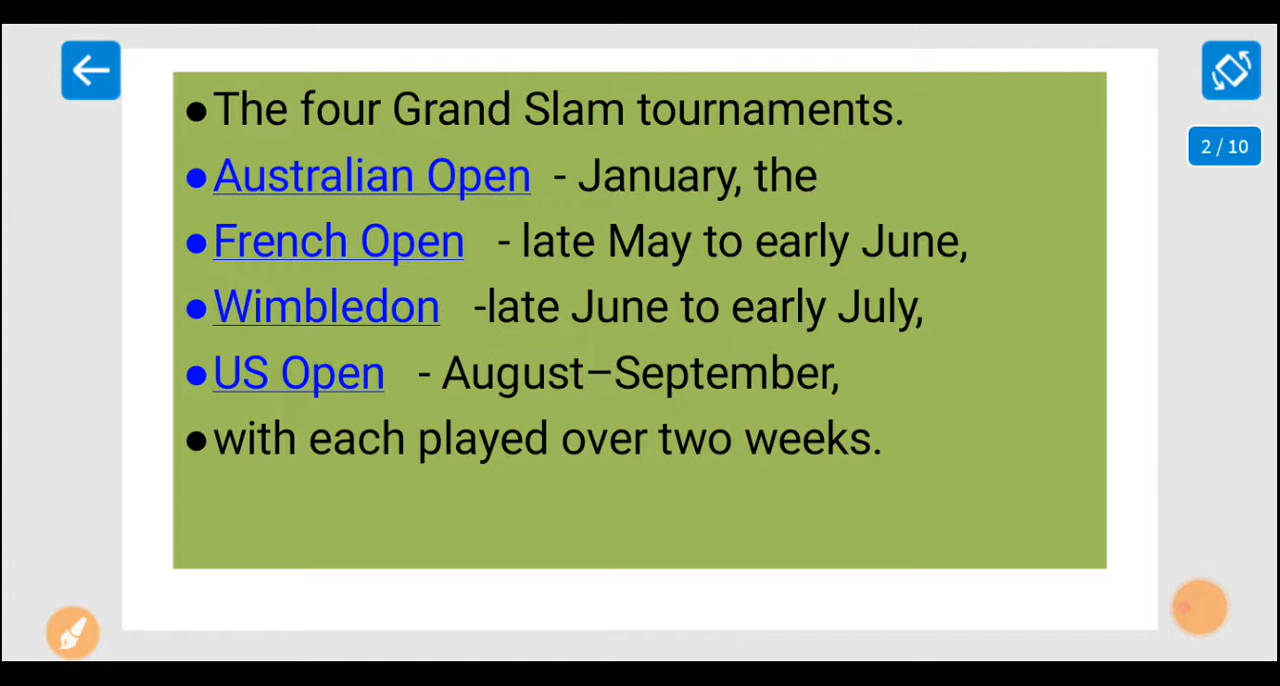 ●The four Grand Slam tournaments.
●Australian Open - January, the
●French Open - late May to early June,
●Wimbledon -late June to early July,
●US Open - August–September,
●with each played over two weeks.
2 / 10